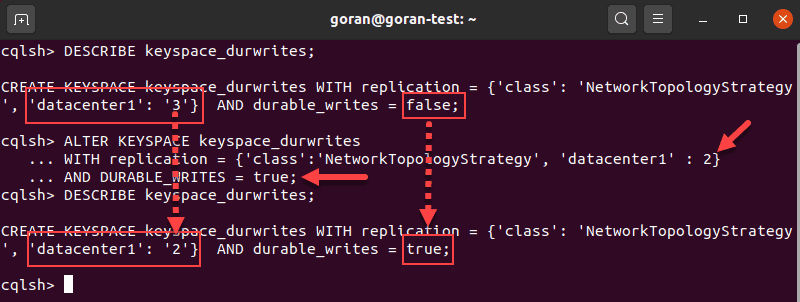 goran@goran-test: ~
cqlsh> DESCRIBE keyspace_durwrites;
CREATE KEYSPACE keyspace_durwrites WITH replication = {'class': 'NetworkTopologyStrategy
', 'datacenter1': '3'}  AND durable_writes = false;
cqlsh> ALTER KEYSPACE keyspace_durwrites
   ... WITH replication = {'class':'NetworkTopologyStrategy', 'datacenter1' : 2}
   ... AND DURABLE_WRITES = true;
cqlsh> DESCRIBE keyspace_durwrites;
CREATE KEYSPACE keyspace_durwrites WITH replication = {'class': 'NetworkTopologyStrategy
', 'datacenter1': '2'}  AND durable_writes = true;
cqlsh>